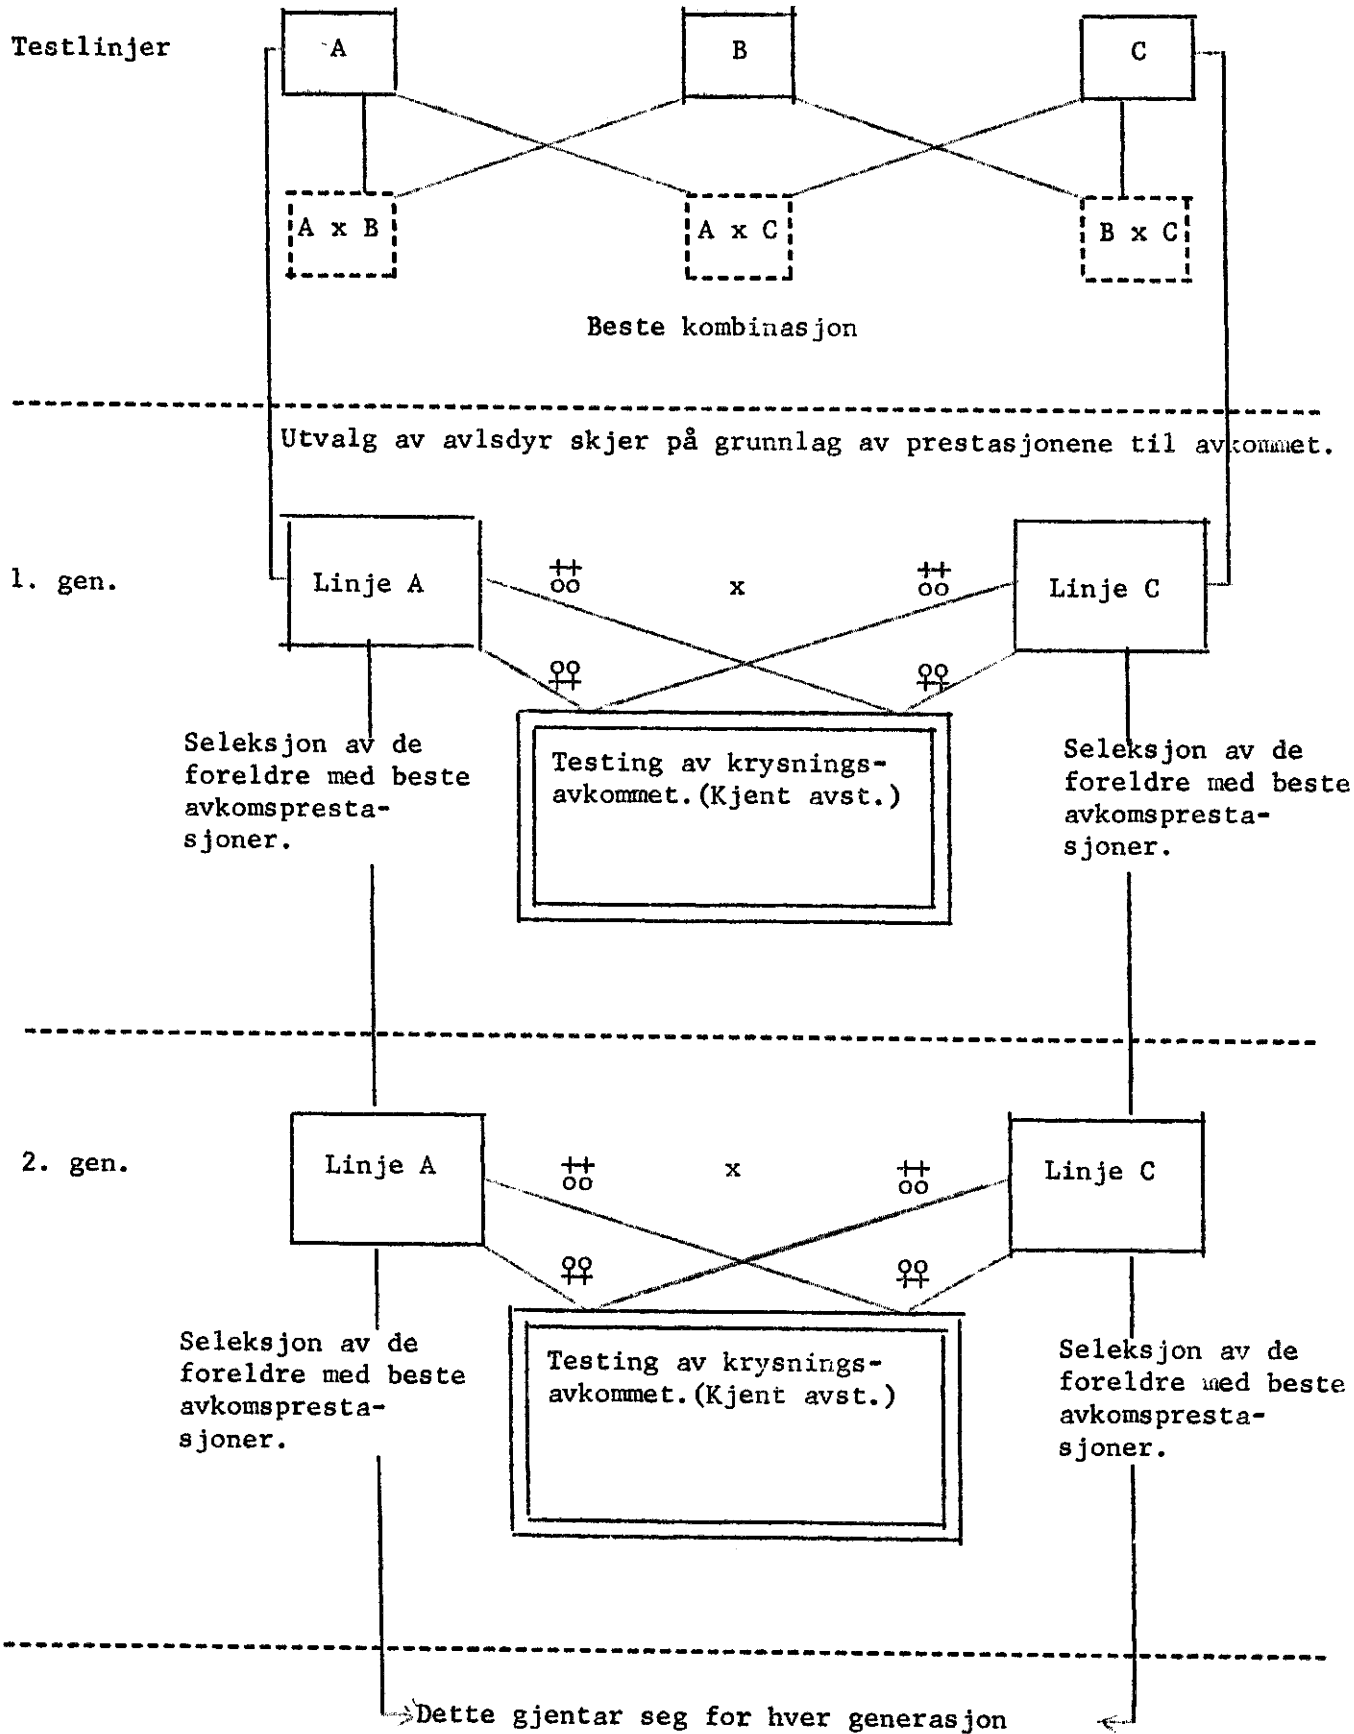 Testlinjer A B C
A x B A x C B x C
Beste kombinasjon
Utvalg av avlsdyr skjer på grunnlag av prestasjonene til avkommet.
1. gen. Linje A x Linje C
♀♀ ♀♀
Seleksjon av de
foreldre med beste
avkomspresta-
sjoner.
Testing av krysnings-
avkommet.(Kjent avst.)
Seleksjon av de
foreldre med beste
avkomspresta-
sjoner.
2. gen. Linje A x Linje C
♀♀ ♀♀
Seleksjon av de
foreldre med beste
avkomspresta-
sjoner.
Testing av krysnings-
avkommet.(Kjent avst.)
Seleksjon av de
foreldre med beste
avkomspresta-
sjoner.
Dette gjentar seg for hver generasjon